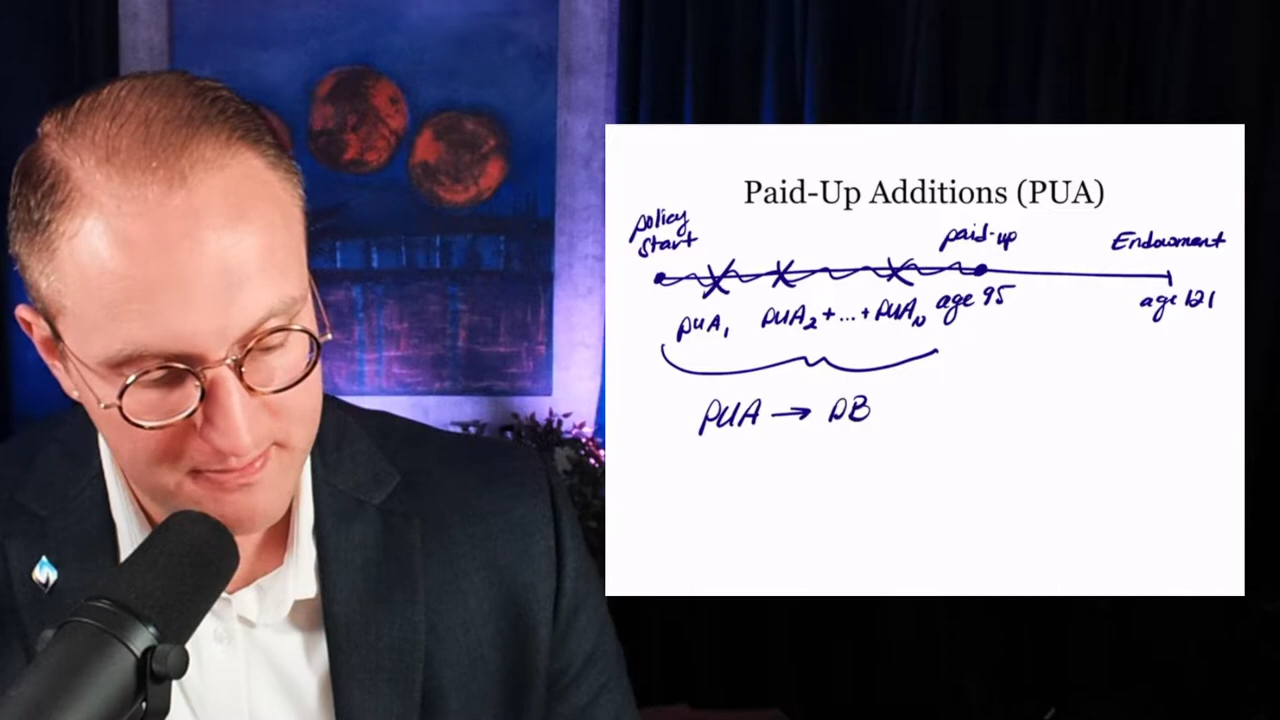 Paid-Up Additions (PUA)
policy
start
paid-up
Endowment
PUA₁
PUA₂ + ... + PUAₙ
age 95
age 121
PUA → DB